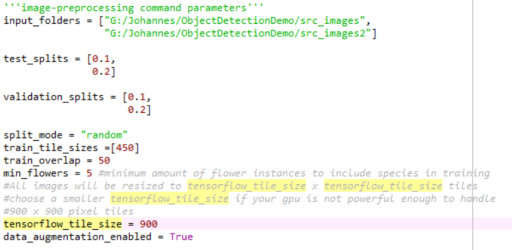 '''image-preprocessing command parameters'''
input_folders = ["G:/Johannes/ObjectDetectionDemo/src_images",
"G:/Johannes/ObjectDetectionDemo/src_images2"]
test_splits = [0.1,
0.2]
validation_splits = [0.1,
0.2]
split_mode = "random"
train_tile_sizes =[450]
train_overlap = 50
min_flowers = 5 #minimum amount of flower instances to include species in training
#All images will be resized to tensorflow_tile_size x tensorflow_tile_size tiles
#choose a smaller tensorflow_tile_size if your gpu is not powerful enough to handle
#900 x 900 pixel tiles
tensorflow_tile_size = 900
data_augmentation_enabled = True